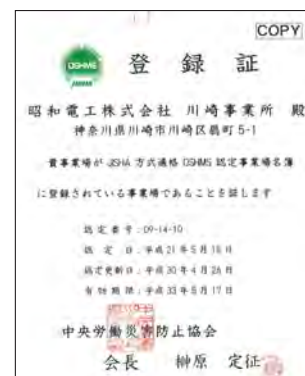 COPY
OSHMS
登録証
昭和電工株式会社 川崎事業所 殿
神奈川県川崎市川崎区扇町 5-1
貴事業場が JISHA 方式適格 OSHMS 認定事業場名簿
に登録されている事業場であることを証します
認定番号:09-14-10
認定日:平成21年5月18日
認定更新日:平成30年4月26日
有効期限:平成33年5月17日
中央労働災害防止協会
会長 榊原 定征